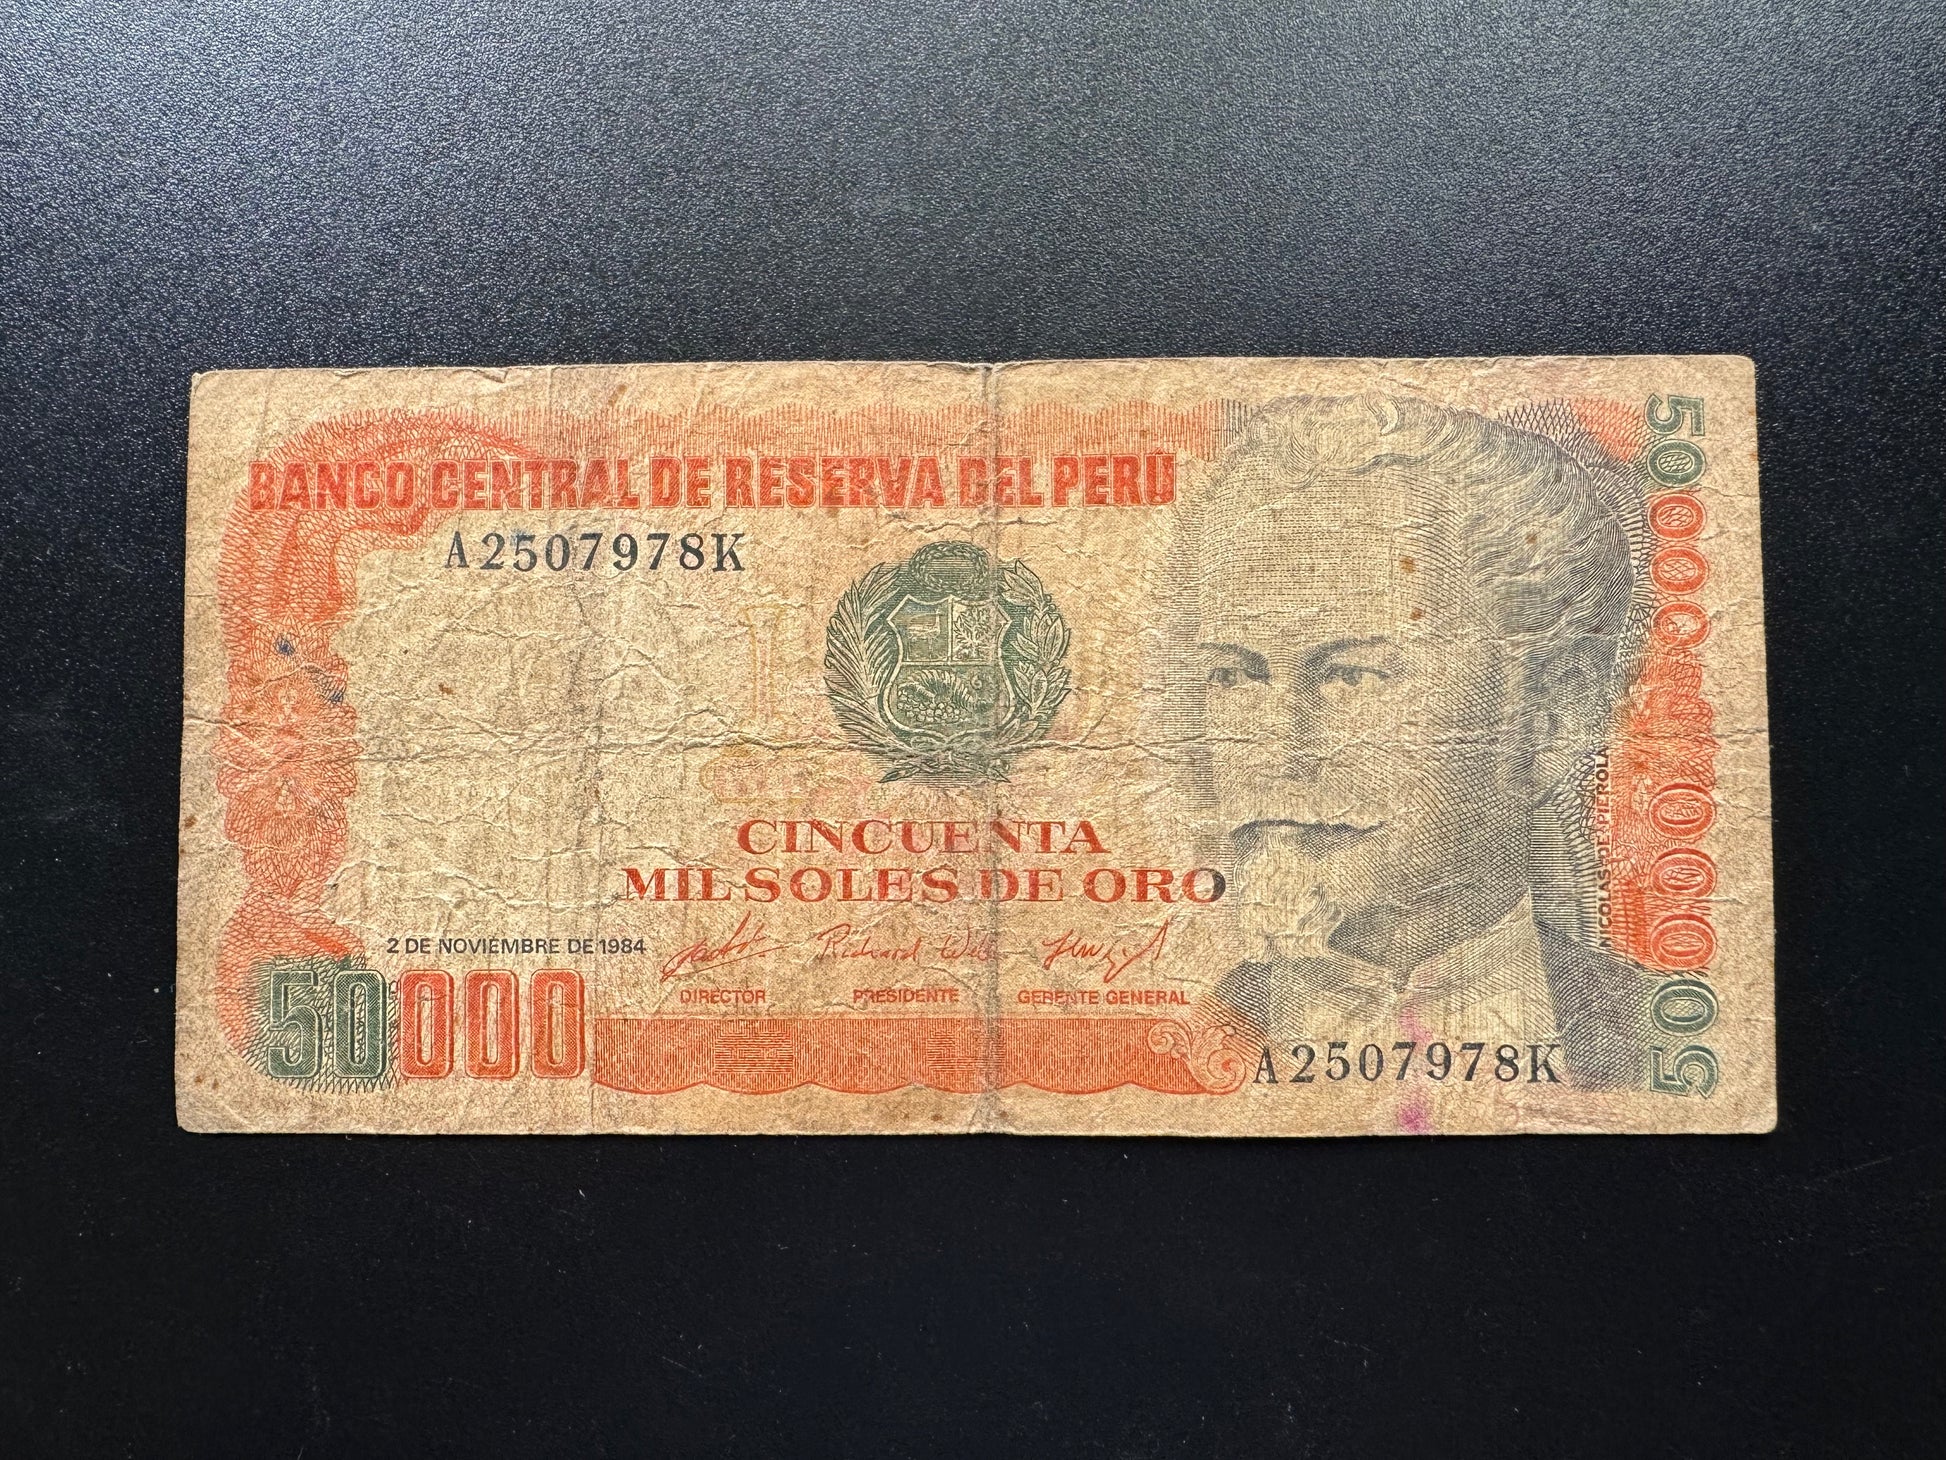 BANCO CENTRAL DE RESERVA DEL PERÚ
A2507978K
CINCUENTA
MIL SOLES DE ORO
2 DE NOVIEMBRE DE 1984
DIRECTOR PRESIDENTE GERENTE GENERAL
50000
A2507978K
NICOLAS DE PIEROLA
50000
50000